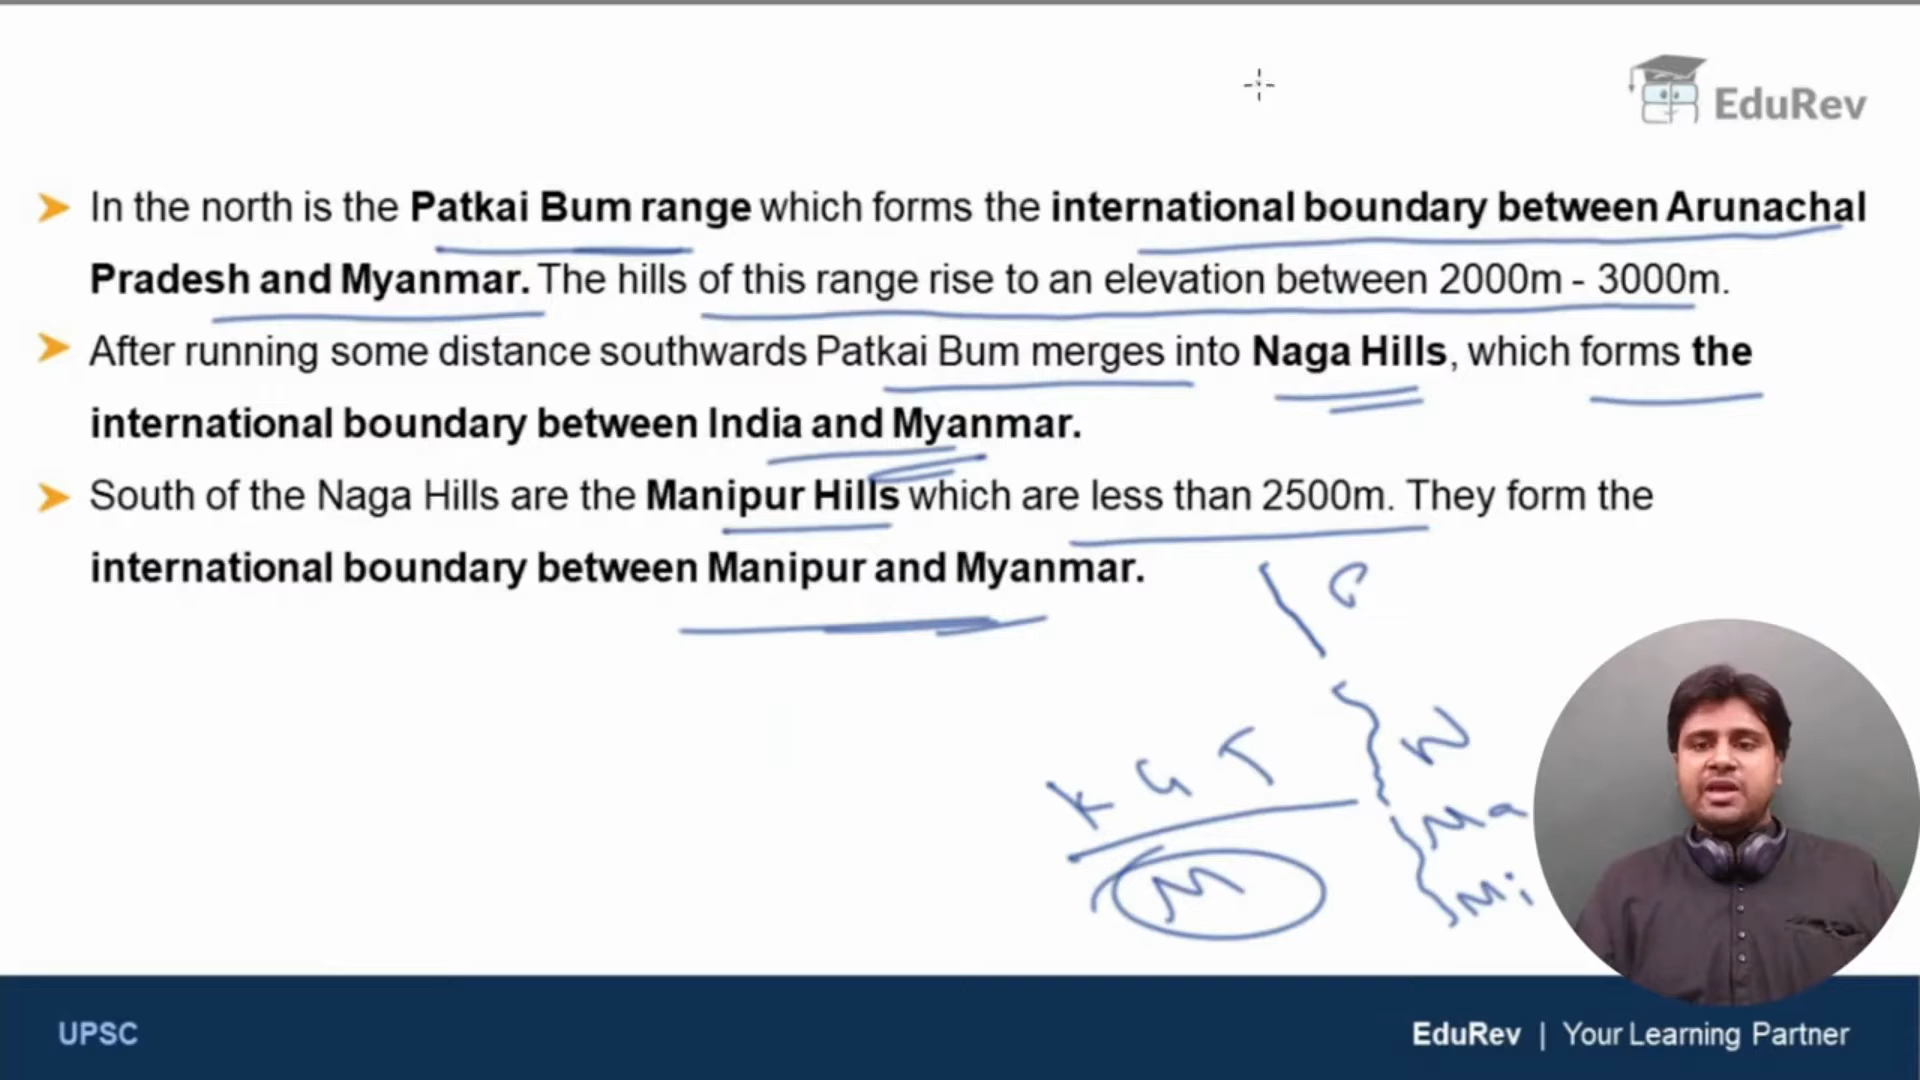 EduRev
In the north is the Patkai Bum range which forms the international boundary between Arunachal
Pradesh and Myanmar. The hills of this range rise to an elevation between 2000m - 3000m.
After running some distance southwards Patkai Bum merges into Naga Hills, which forms the
international boundary between India and Myanmar.
South of the Naga Hills are the Manipur Hills which are less than 2500m. They form the
international boundary between Manipur and Myanmar.
N
K G T
Ma
M
Mi
UPSC
EduRev | Your Learning Partner